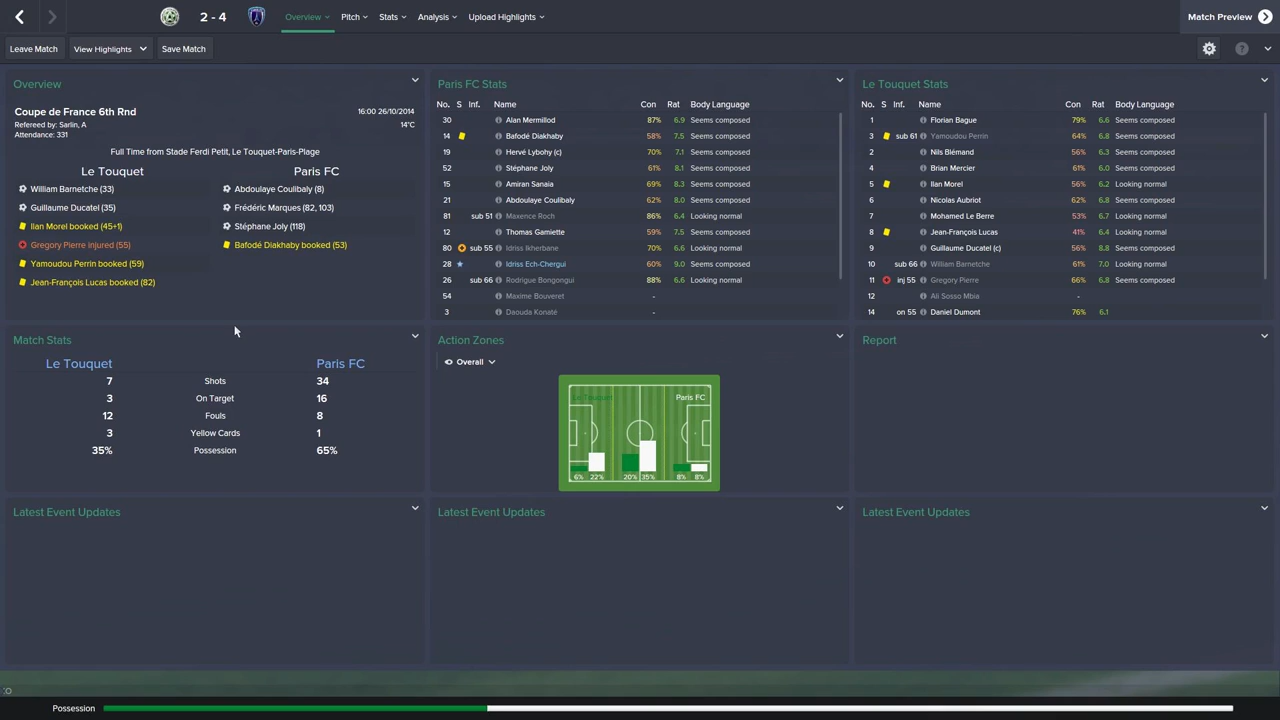 2 - 4
Overview
Pitch
Stats
Analysis
Upload Highlights
Match Preview
Leave Match
View Highlights
Save Match
Overview
Coupe de France 6th Rnd
16:00 26/10/2014
Refereed by: Sarlin, A
14°C
Attendance: 331
Full Time from Stade Ferdi Petit, Le Touquet-Paris-Plage
Le Touquet Paris FC
William Barnetche (33) Abdoulaye Coulibaly (8)
Guillaume Ducatel (35) Frédéric Marques (82, 103)
Ilan Morel booked (45+1) Stéphane Joly (118)
Gregory Pierre injured (55) Bafodé Diakhaby booked (53)
Yamoudou Perrin booked (59)
Jean-François Lucas booked (82)
Paris FC Stats
No. S Inf. Name Con Rat Body Language
30 Alan Mermillod 87% 6.9 Seems composed
14 Bafodé Diakhaby 58% 7.5 Seems composed
19 Hervé Lybohy (c) 70% 7.1 Seems composed
52 Stéphane Joly 61% 8.1 Seems composed
15 Amiran Sanaia 69% 8.3 Seems composed
21 Abdoulaye Coulibaly 62% 8.0 Seems composed
81 sub 51 Maxence Roch 86% 6.4 Looking normal
12 Thomas Gamiette 59% 7.5 Seems composed
80 sub 55 Idriss Ikherbane 70% 6.6 Looking normal
28 Idriss Ech-Chergui 60% 9.0 Seems composed
26 sub 66 Rodrigue Bongongui 88% 6.6 Looking normal
54 Maxime Bouveret -
3 Daouda Konaté -
Le Touquet Stats
No. S Inf. Name Con Rat Body Language
1 Florian Bague 79% 6.6 Seems composed
3 sub 61 Yamoudou Perrin 64% 6.8 Seems composed
2 Nils Blémand 56% 6.3 Seems composed
4 Brian Mercier 61% 6.0 Seems composed
5 Ilan Morel 56% 6.2 Looking normal
6 Nicolas Aubriot 62% 6.8 Seems composed
7 Mohamed Le Berre 53% 6.7 Looking normal
8 Jean-François Lucas 41% 6.4 Looking normal
9 Guillaume Ducatel (c) 56% 8.8 Seems composed
10 sub 66 William Barnetche 61% 7.0 Looking normal
11 inj 55 Gregory Pierre 66% 6.8 Seems composed
12 Ali Sosso Mbia -
14 on 55 Daniel Dumont 76% 6.1
Match Stats
Le Touquet Paris FC
7 Shots 34
3 On Target 16
12 Fouls 8
3 Yellow Cards 1
35% Possession 65%
Action Zones
Overall
Le Touquet Paris FC
6% 22% 20% 35% 8% 8%
Report
Latest Event Updates
Latest Event Updates
Latest Event Updates
:O
Possession